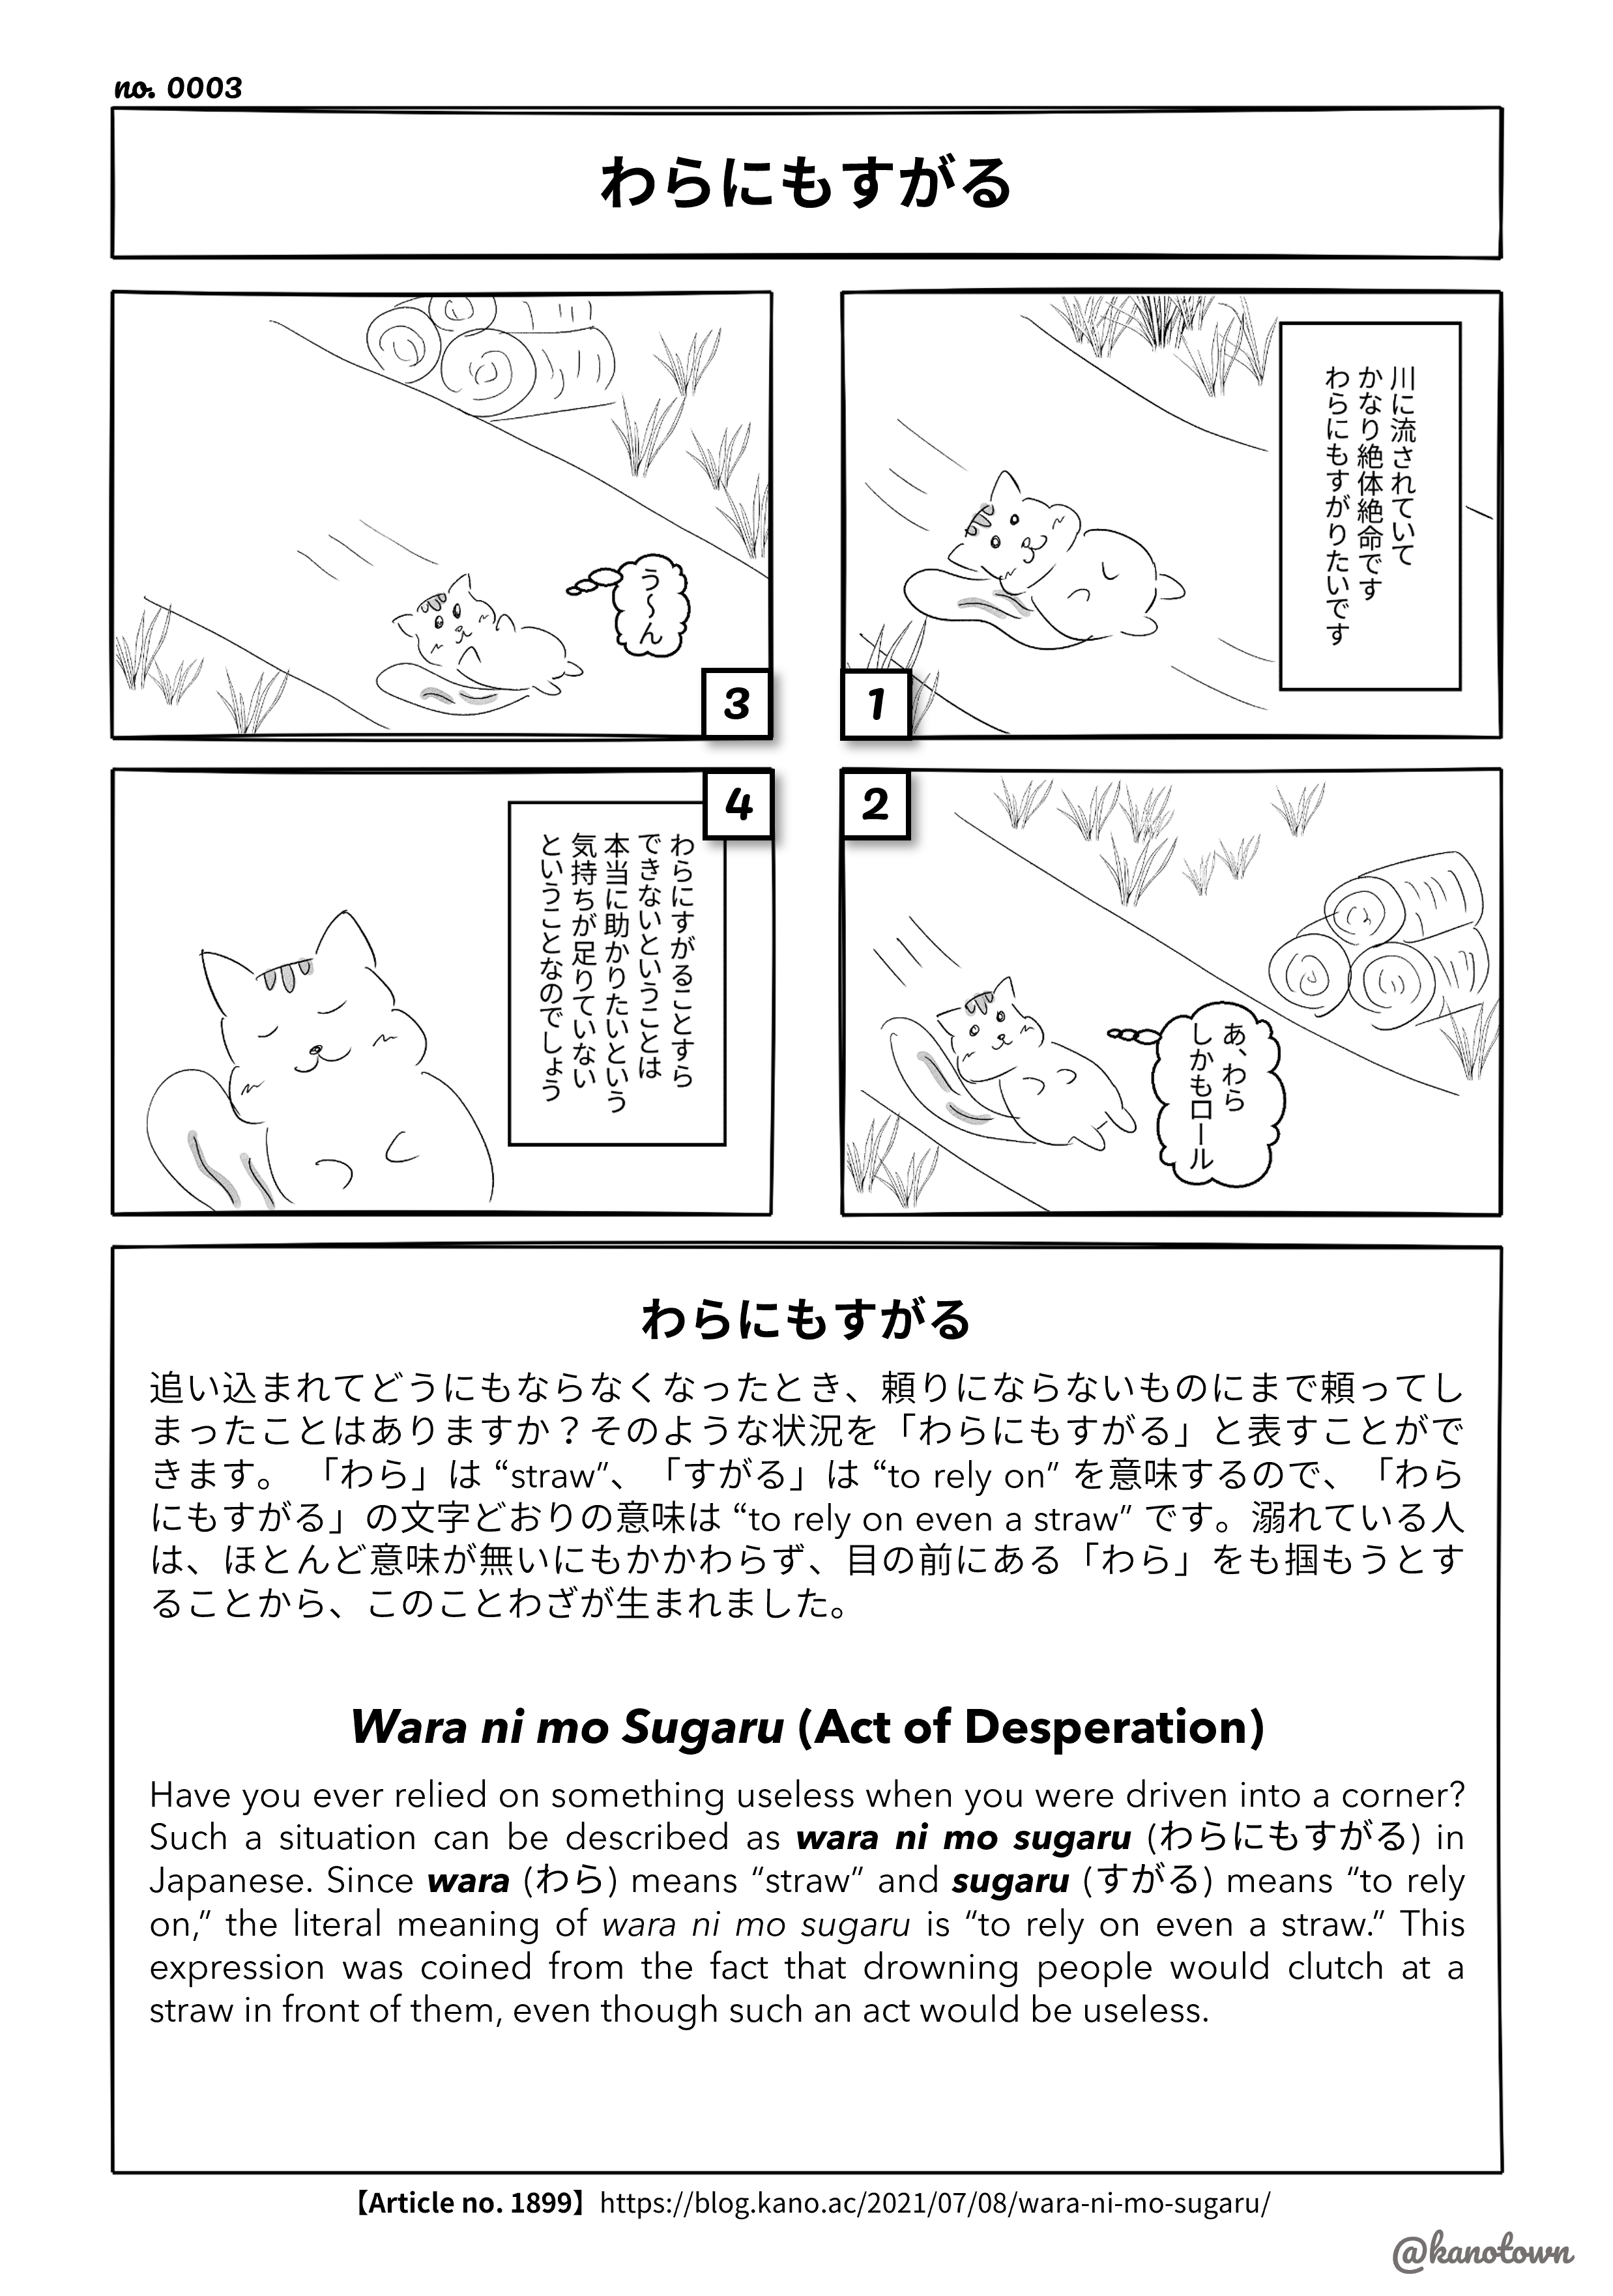 no. 0003
わらにもすがる
川に流されていて
かなり絶体絶命です
わらにもすがりたいです
1
2
あ、わら
しかもロール
う〜ん
3
4
わらにすがることすら
できないということは
本当に助かりたいという
気持ちが足りていない
ということなのでしょう
わらにもすがる
追い込まれてどうにもならなくなったとき、頼りにならないものにまで頼ってし
まったことはありますか？そのような状況を「わらにもすがる」と表すことがで
きます。 「わら」は “straw”、「すがる」は “to rely on” を意味するので、「わら
にもすがる」の文字どおりの意味は “to rely on even a straw” です。溺れている人
は、ほとんど意味が無いにもかかわらず、目の前にある「わら」をも掴もうとす
ることから、このことわざが生まれました。
Wara ni mo Sugaru (Act of Desperation)
Have you ever relied on something useless when you were driven into a corner?
Such a situation can be described as wara ni mo sugaru (わらにもすがる) in
Japanese. Since wara (わら) means “straw” and sugaru (すがる) means “to rely
on,” the literal meaning of wara ni mo sugaru is “to rely on even a straw.” This
expression was coined from the fact that drowning people would clutch at a
straw in front of them, even though such an act would be useless.
【Article no. 1899】https://blog.kano.ac/2021/07/08/wara-ni-mo-sugaru/
@kanotown